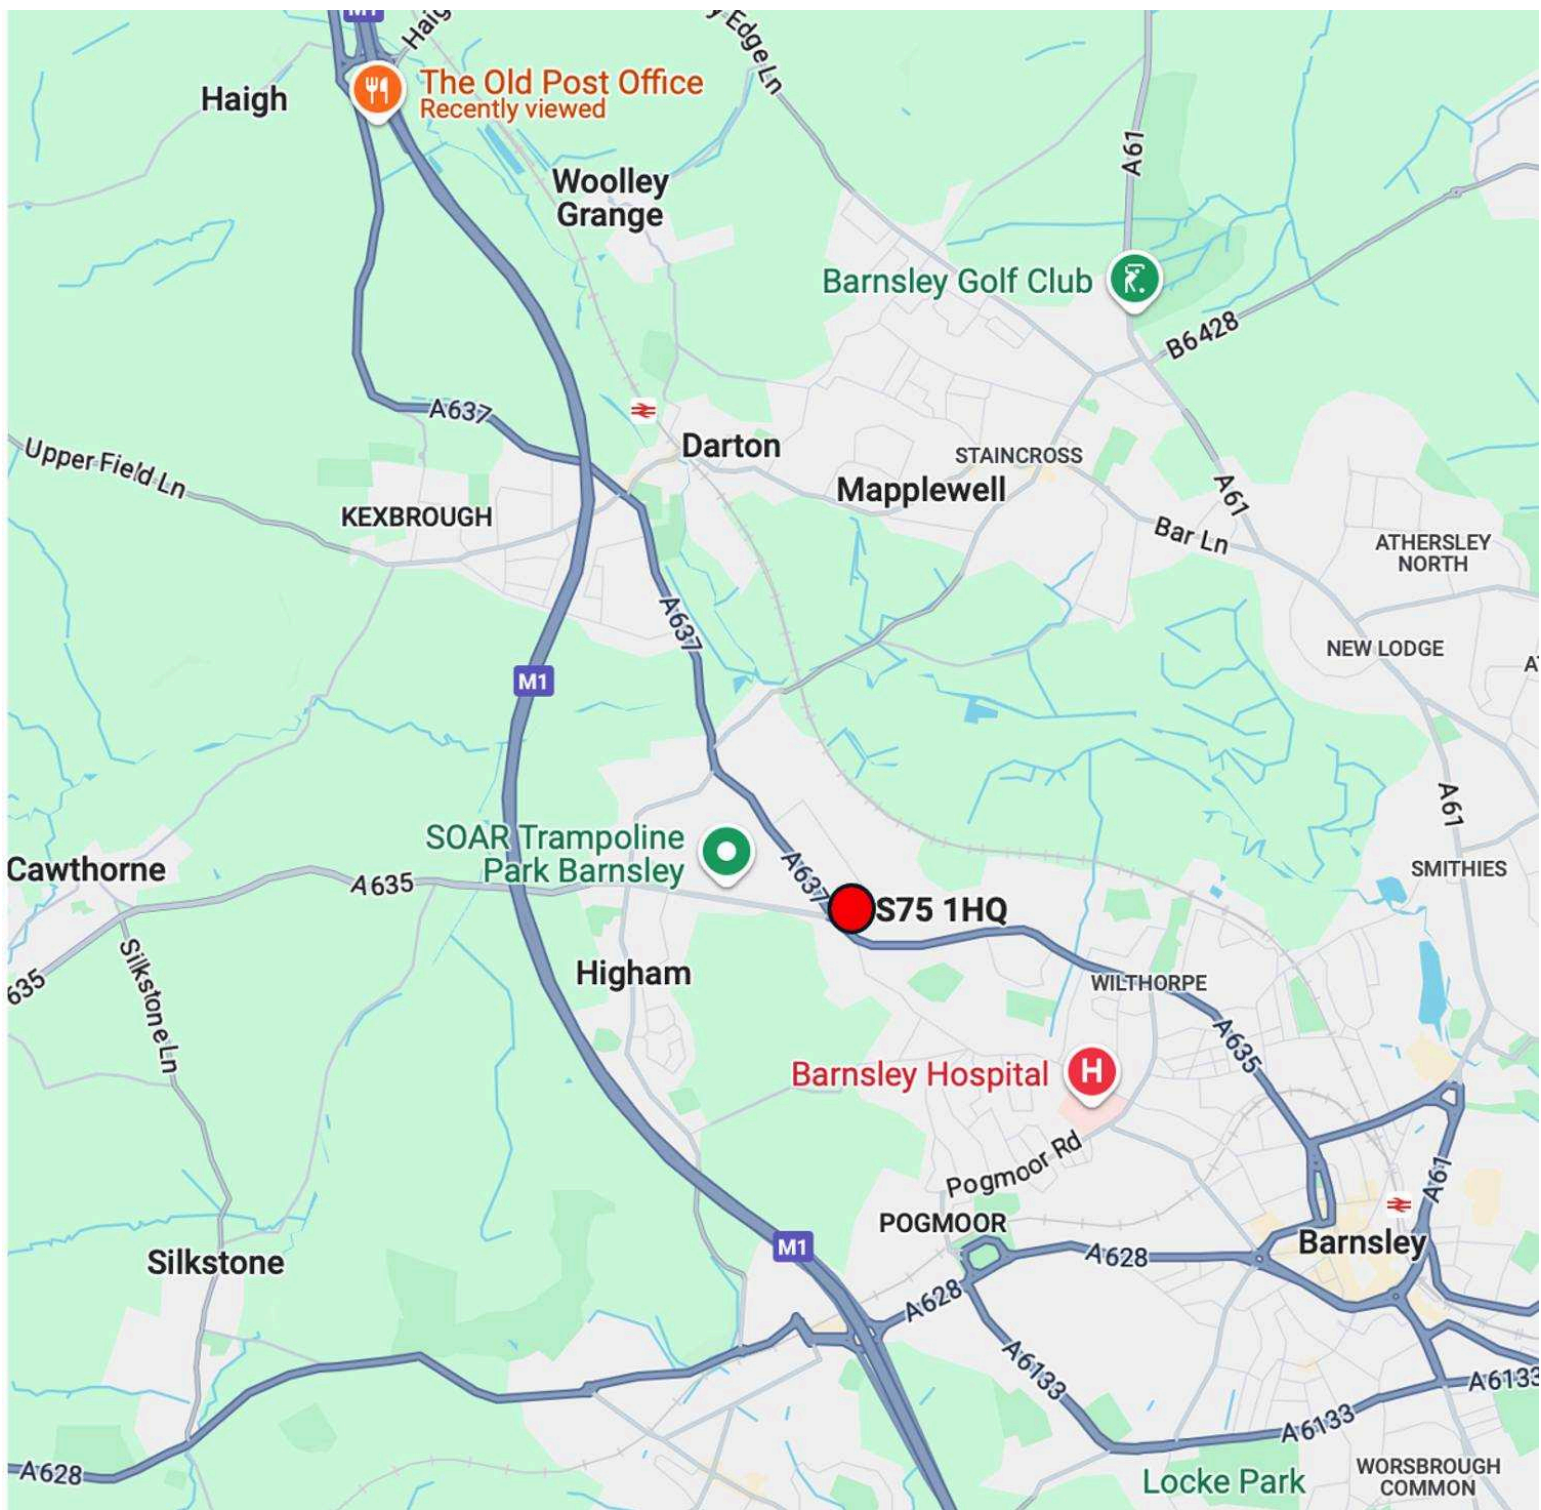 M1
Haig
y Edge Ln
The Old Post Office
Recently viewed
Haigh
A61
Woolley
Grange
Barnsley Golf Club
B6428
A637
Upper Field Ln
Darton
STAINCROSS
Mapplewell
A61
KEXBROUGH
Bar Ln
ATHERSLEY
NORTH
A637
NEW LODGE
A
M1
A61
SOAR Trampoline
Park Barnsley
Cawthorne
A635
A637
SMITHIES
S75 1HQ
Higham
635
Silkstone Ln
WILTHORPE
A635
Barnsley Hospital
H
Pogmoor Rd
A61
POGMOOR
M1
A628
Barnsley
Silkstone
A628
A6133
A6133
A6133
A628
Locke Park
WORSBROUGH
COMMON